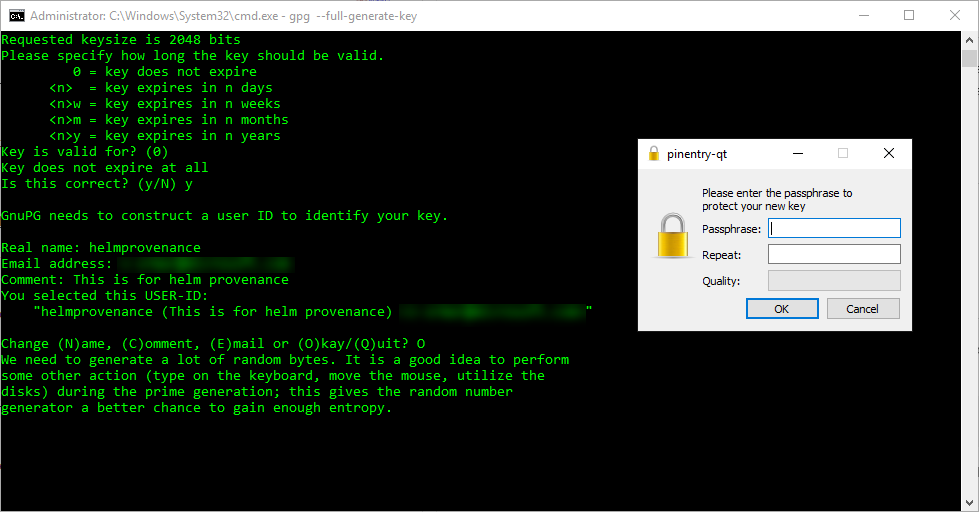 Administrator: C:\Windows\System32\cmd.exe - gpg --full-generate-key
Requested keysize is 2048 bits
Please specify how long the key should be valid.
0 = key does not expire
<n>  = key expires in n days
<n>w = key expires in n weeks
<n>m = key expires in n months
<n>y = key expires in n years
Key is valid for? (0)
Key does not expire at all
Is this correct? (y/N) y
GnuPG needs to construct a user ID to identify your key.
Real name: helmprovenance
Email address:
Comment: This is for helm provenance
You selected this USER-ID:
"helmprovenance (This is for helm provenance) "
Change (N)ame, (C)omment, (E)mail or (O)kay/(Q)uit? O
We need to generate a lot of random bytes. It is a good idea to perform
some other action (type on the keyboard, move the mouse, utilize the
disks) during the prime generation; this gives the random number
generator a better chance to gain enough entropy.
pinentry-qt
Please enter the passphrase to
protect your new key
Passphrase:
Repeat:
Quality:
OK Cancel